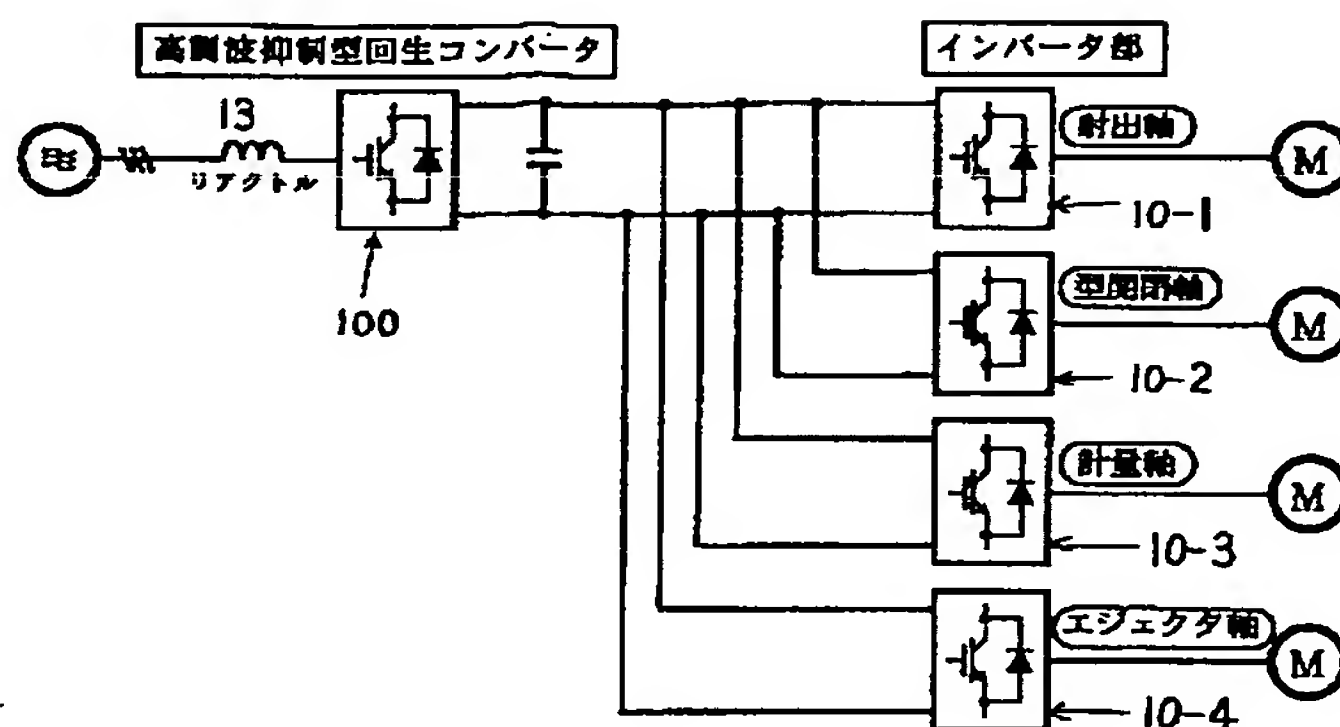 高調波抑制型回生コンバータ
インバータ部
13
リアクトル
100
射出軸
M
10-1
型開閉軸
M
10-2
計量軸
M
10-3
エジェクタ軸
M
10-4